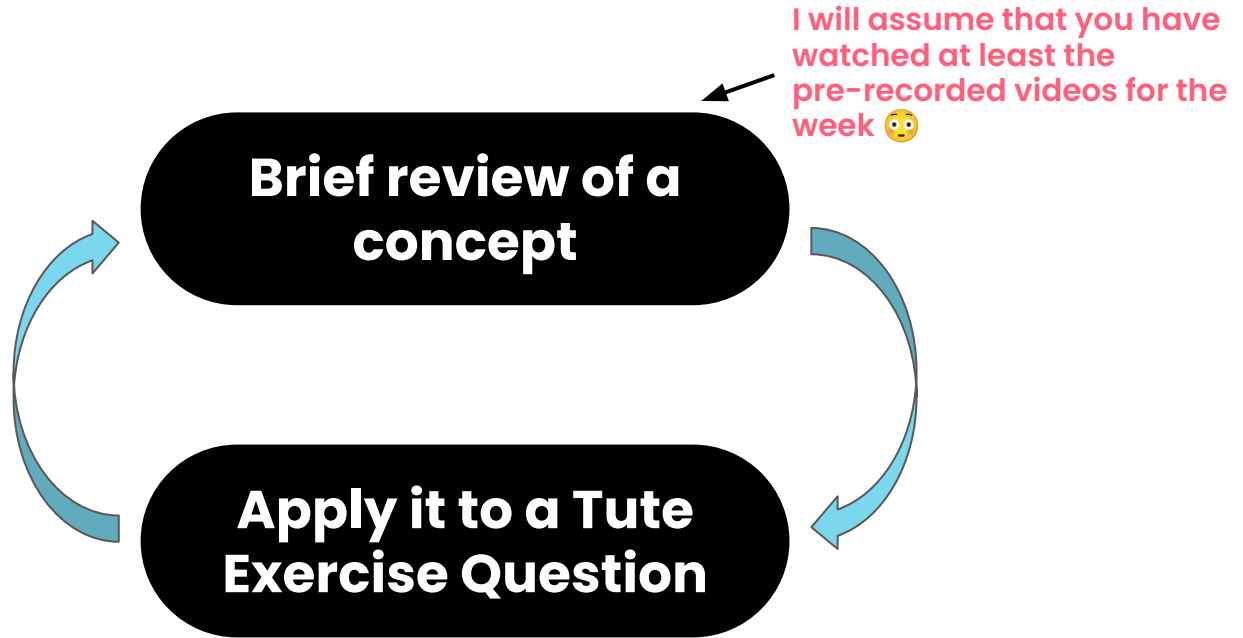 I will assume that you have
watched at least the
pre-recorded videos for the
week 😳
Brief review of a
concept
Apply it to a Tute
Exercise Question